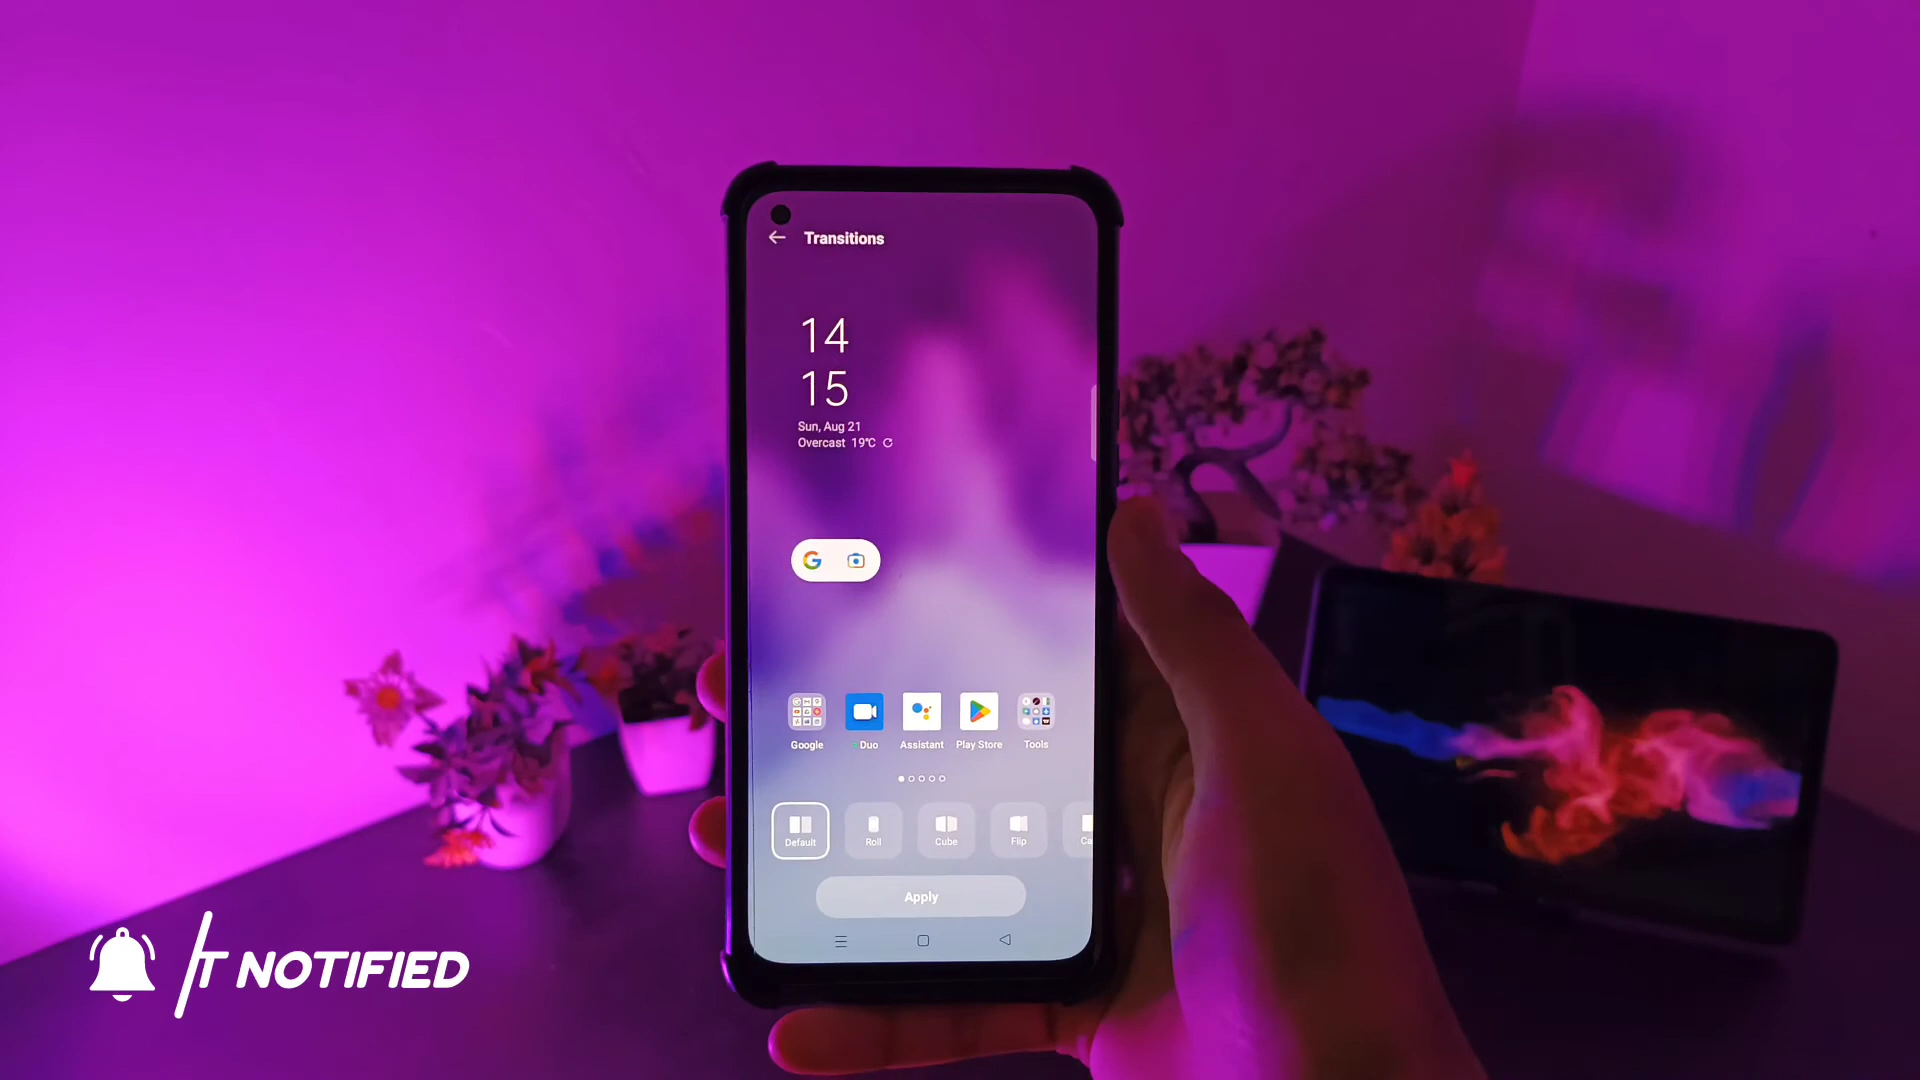 Transitions
14
15
Sun, Aug 21
Overcast 19°C
Google
Duo
Assistant
Play Store
Tools
Default
Roll
Cube
Flip
Ca
Apply
T NOTIFIED